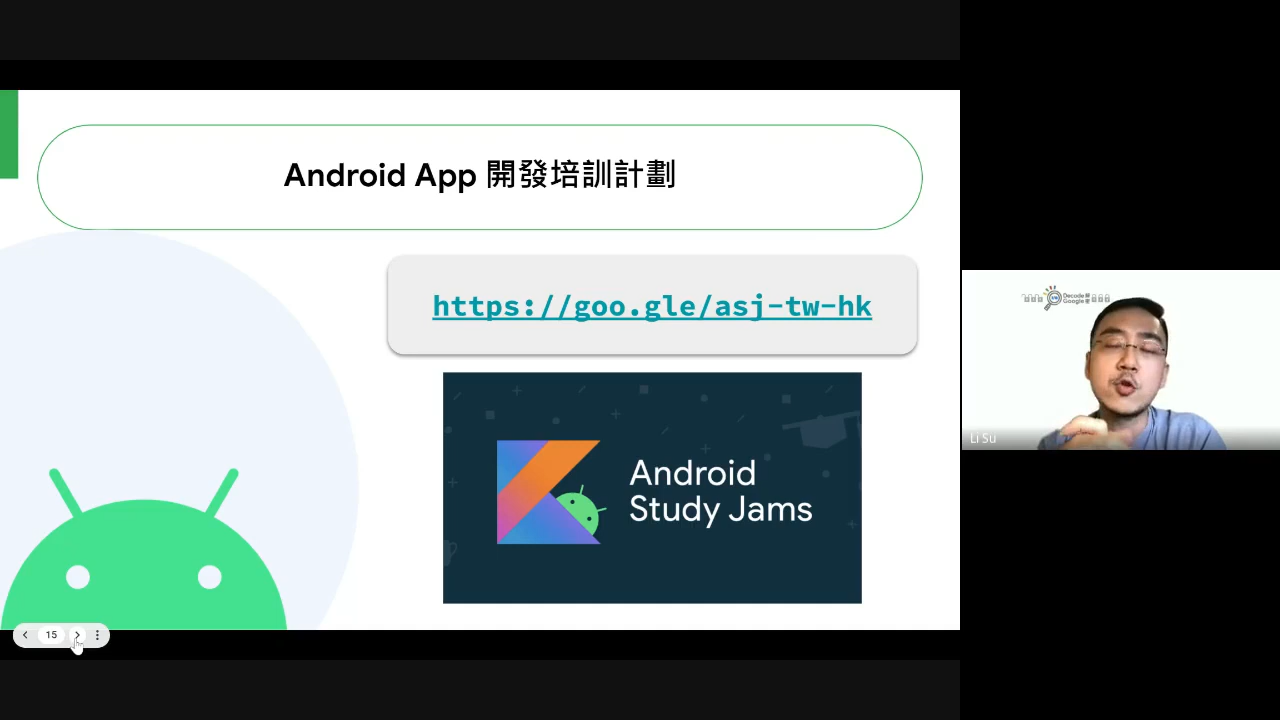 Android App 開發培訓計劃
https://goo.gle/asj-tw-hk
Android
Study Jams
15
Decode
Google
Li Su